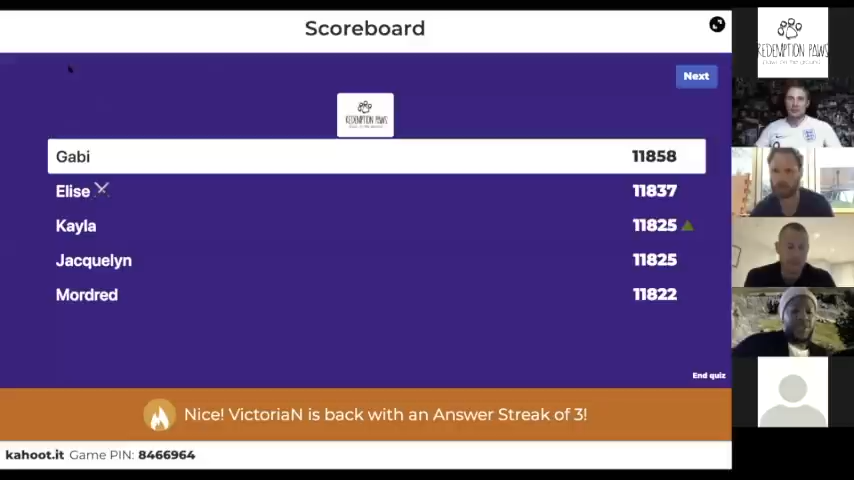 Scoreboard
Next
REDEMPTION PAWS
Gabi 11858
Elise 11837
Kayla 11825
Jacquelyn 11825
Mordred 11822
End quiz
Nice! VictoriaN is back with an Answer Streak of 3!
kahoot.it Game PIN: 8466964
REDEMPTION PAWS